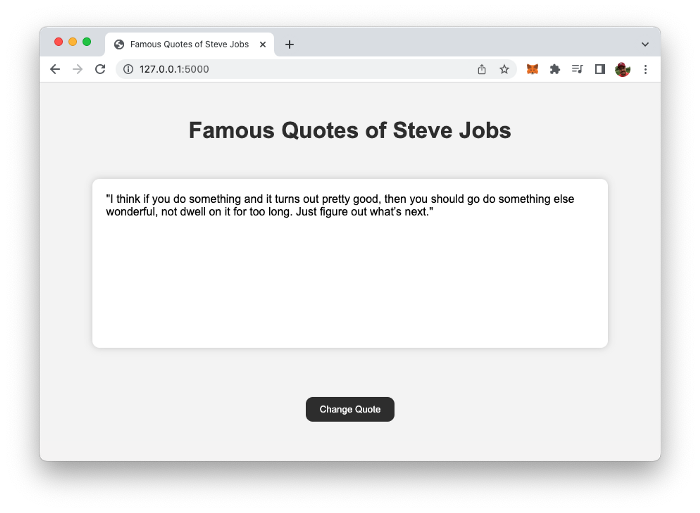 Famous Quotes of Steve Jobs
127.0.0.1:5000
Famous Quotes of Steve Jobs
"I think if you do something and it turns out pretty good, then you should go do something else
wonderful, not dwell on it for too long. Just figure out what's next."
Change Quote